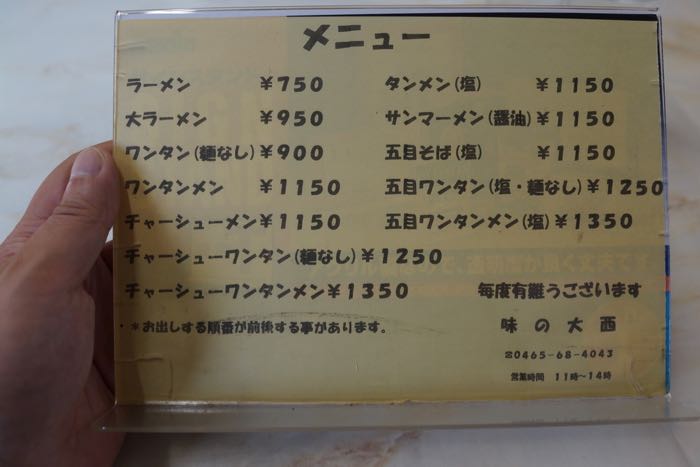 メニュー
ラーメン ￥750 タンメン(塩) ￥1150
大ラーメン ￥950 サンマーメン(醤油)￥1150
ワンタン(麺なし)￥900 五目そば(塩) ￥1150
ワンタンメン ￥1150 五目ワンタン(塩・麺なし)￥1250
チャーシューメン￥1150 五目ワンタンメン(塩)￥1350
チャーシューワンタン(麺なし)￥1250
チャーシューワンタンメン￥1350 毎度有難うございます
・＊お出しする順番が前後する事があります。 味の大西
☎0465-68-4043
営業時間 11時～14時